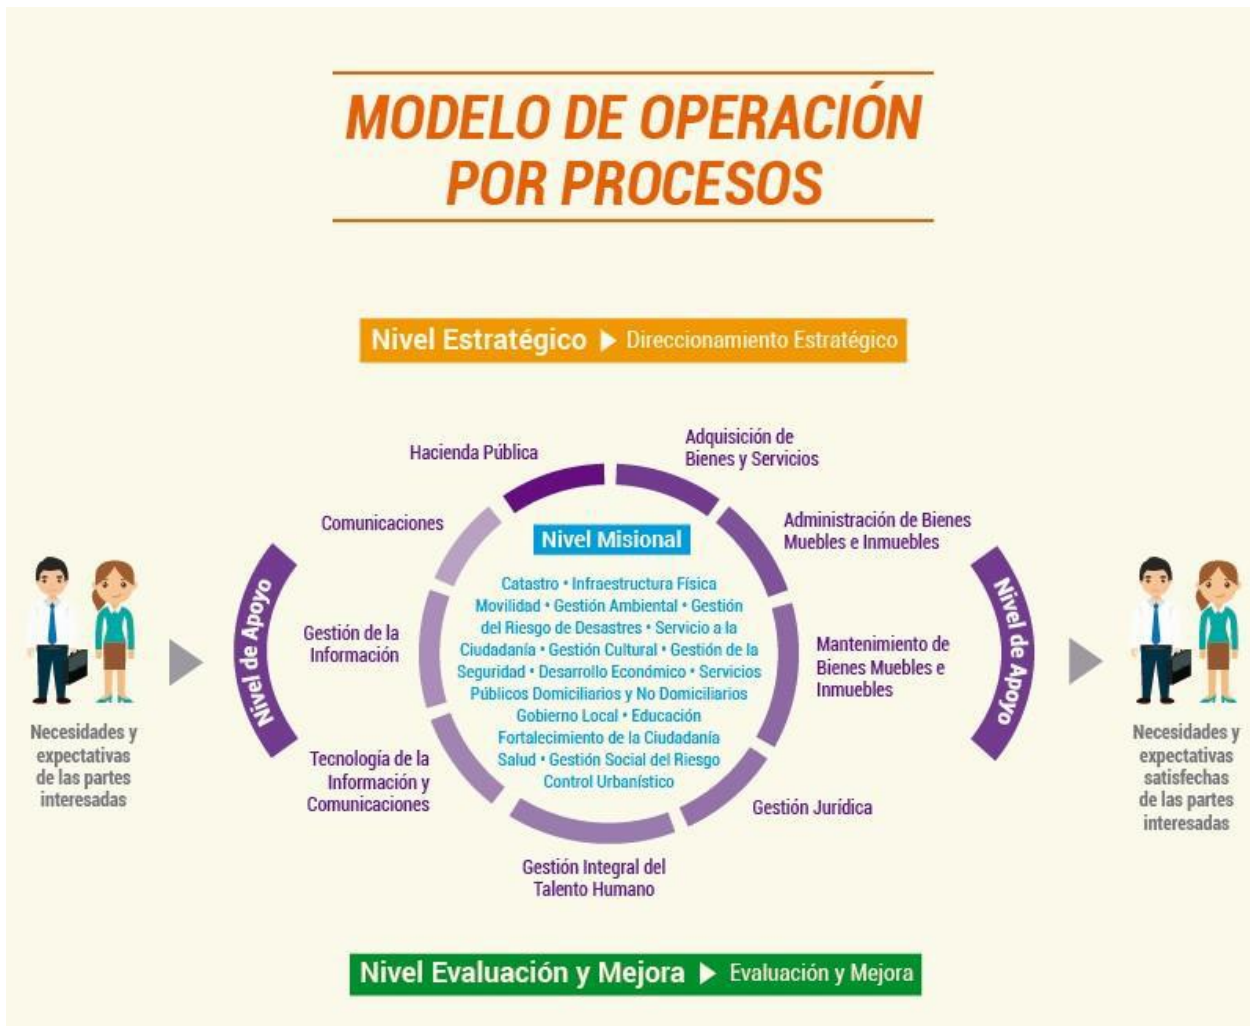 MODELO DE OPERACIÓN
POR PROCESOS
Nivel Estratégico ▶ Direccionamiento Estratégico
Hacienda Pública
Adquisición de
Bienes y Servicios
Comunicaciones
Administración de Bienes
Muebles e Inmuebles
Nivel Misional
Catastro • Infraestructura Física
Movilidad • Gestión Ambiental • Gestión
del Riesgo de Desastres • Servicio a la
Ciudadanía • Gestión Cultural • Gestión de la
Seguridad • Desarrollo Económico • Servicios
Públicos Domiciliarios y No Domiciliarios
Gobierno Local • Educación
Fortalecimiento de la Ciudadanía
Salud • Gestión Social del Riesgo
Control Urbanístico
Nivel de Apoyo
Gestión de la
Información
Mantenimiento de
Bienes Muebles e
Inmuebles
Nivel de Apoyo
Tecnología de la
Información y
Comunicaciones
Gestión Jurídica
Gestión Integral del
Talento Humano
Necesidades y
expectativas
de las partes
interesadas
Necesidades y
expectativas
satisfechas
de las partes
interesadas
Nivel Evaluación y Mejora ▶ Evaluación y Mejora